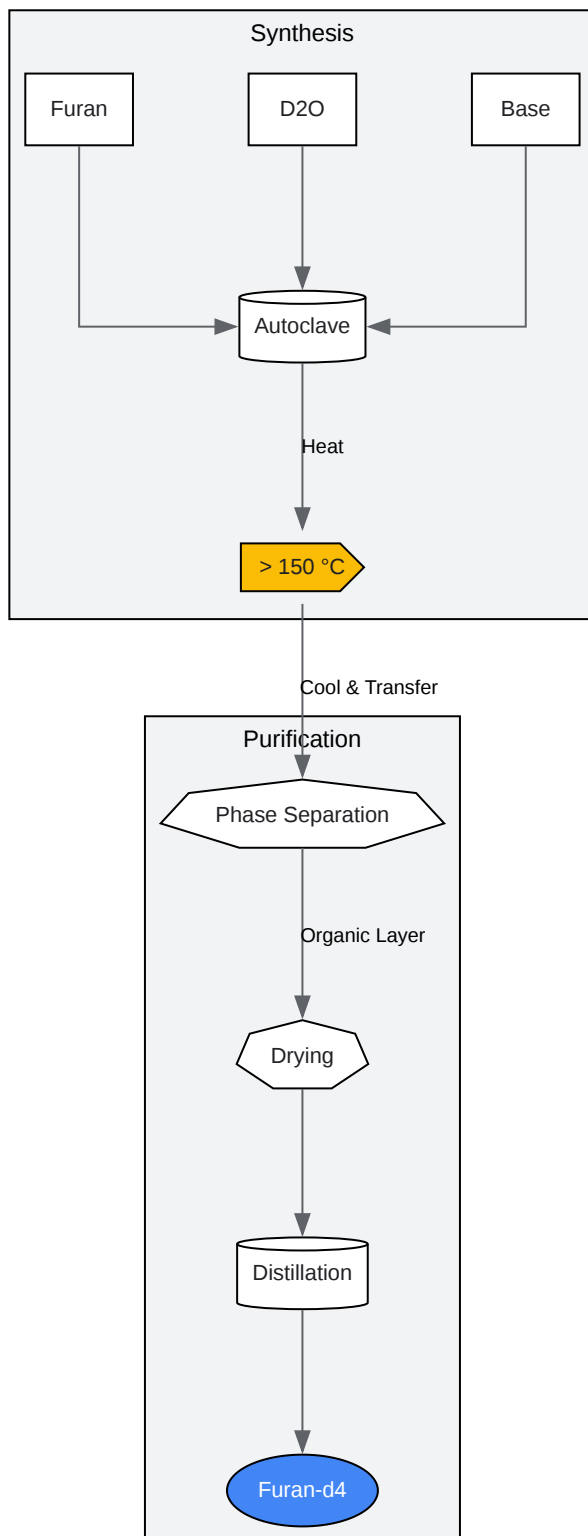 Synthesis
Furan
D2O
Base
Autoclave
Heat
> 150 °C
Cool & Transfer
Purification
Phase Separation
Organic Layer
Drying
Distillation
Furan-d4